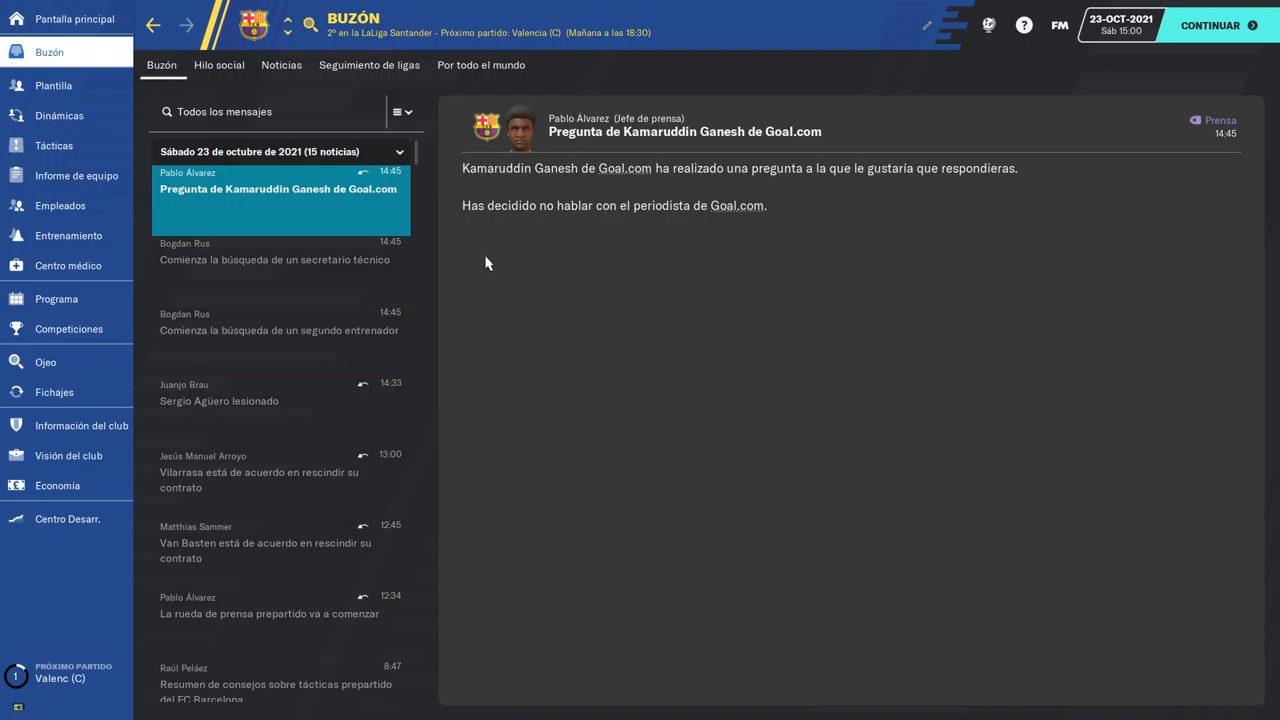 Pantalla principal
Buzón
Plantilla
Dinámicas
Tácticas
Informe de equipo
Empleados
Entrenamiento
Centro médico
Programa
Competiciones
Ojeo
Fichajes
Información del club
Visión del club
Economía
Centro Desarr.
PRÓXIMO PARTIDO
1 Valenc (C)
BUZÓN
2º en la LaLiga Santander - Próximo partido: Valencia (C) (Mañana a las 18:30)
? FM
23-OCT-2021
Sáb 15:00
CONTINUAR
Buzón Hilo social Noticias Seguimiento de ligas Por todo el mundo
Todos los mensajes
Sábado 23 de octubre de 2021 (15 noticias)
Pablo Álvarez 14:45
Pregunta de Kamaruddin Ganesh de Goal.com
Bogdan Rus 14:45
Comienza la búsqueda de un secretario técnico
Bogdan Rus 14:45
Comienza la búsqueda de un segundo entrenador
Juanjo Brau 14:33
Sergio Agüero lesionado
Jesús Manuel Arroyo 13:00
Vilarrasa está de acuerdo en rescindir su
contrato
Matthias Sammer 12:45
Van Basten está de acuerdo en rescindir su
contrato
Pablo Álvarez 12:34
La rueda de prensa prepartido va a comenzar
Raúl Peláez 8:47
Resumen de consejos sobre tácticas prepartido
del FC Barcelona
Pablo Álvarez (Jefe de prensa)
Pregunta de Kamaruddin Ganesh de Goal.com
Prensa
14:45
Kamaruddin Ganesh de Goal.com ha realizado una pregunta a la que le gustaría que respondieras.
Has decidido no hablar con el periodista de Goal.com.